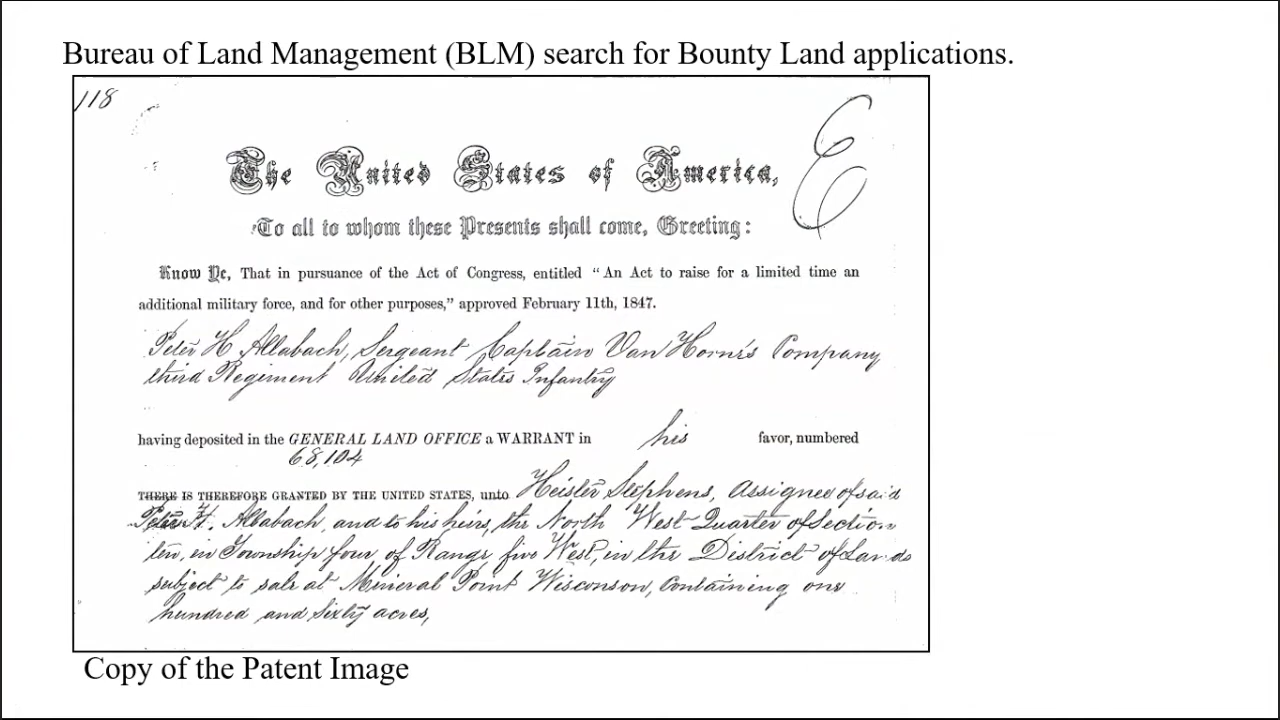 Bureau of Land Management (BLM) search for Bounty Land applications.
118
E
The United States of America,
To all to whom these Presents shall come, Greeting:
Know Ye, That in pursuance of the Act of Congress, entitled "An Act to raise for a limited time an
additional military force, and for other purposes," approved February 11th, 1847.
Peter H Allabach, Sergeant Captain Van Horne's Company
third Regiment United States Infantry
having deposited in the GENERAL LAND OFFICE a WARRANT in his favor, numbered
68,104
THERE IS THEREFORE GRANTED BY THE UNITED STATES, unto Heisler Stephens, Assignee of said
Peter H. Allabach, and to his heirs, the North West Quarter of Section
ten, in Township four of Range five West, in the District of Lands
subject to sale at Mineral Point Wisconson, Containing one
hundred and sixty acres,
Copy of the Patent Image